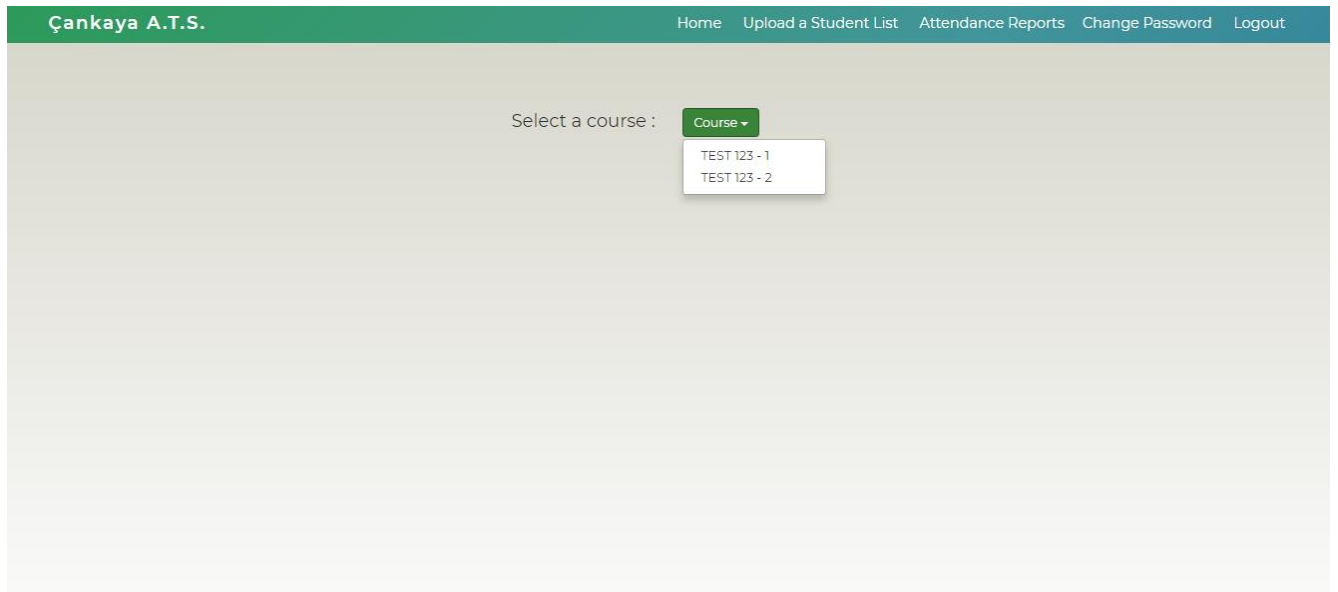 Çankaya A.T.S. Home Upload a Student List Attendance Reports Change Password Logout
Select a course : Course
TEST 123 - 1
TEST 123 - 2